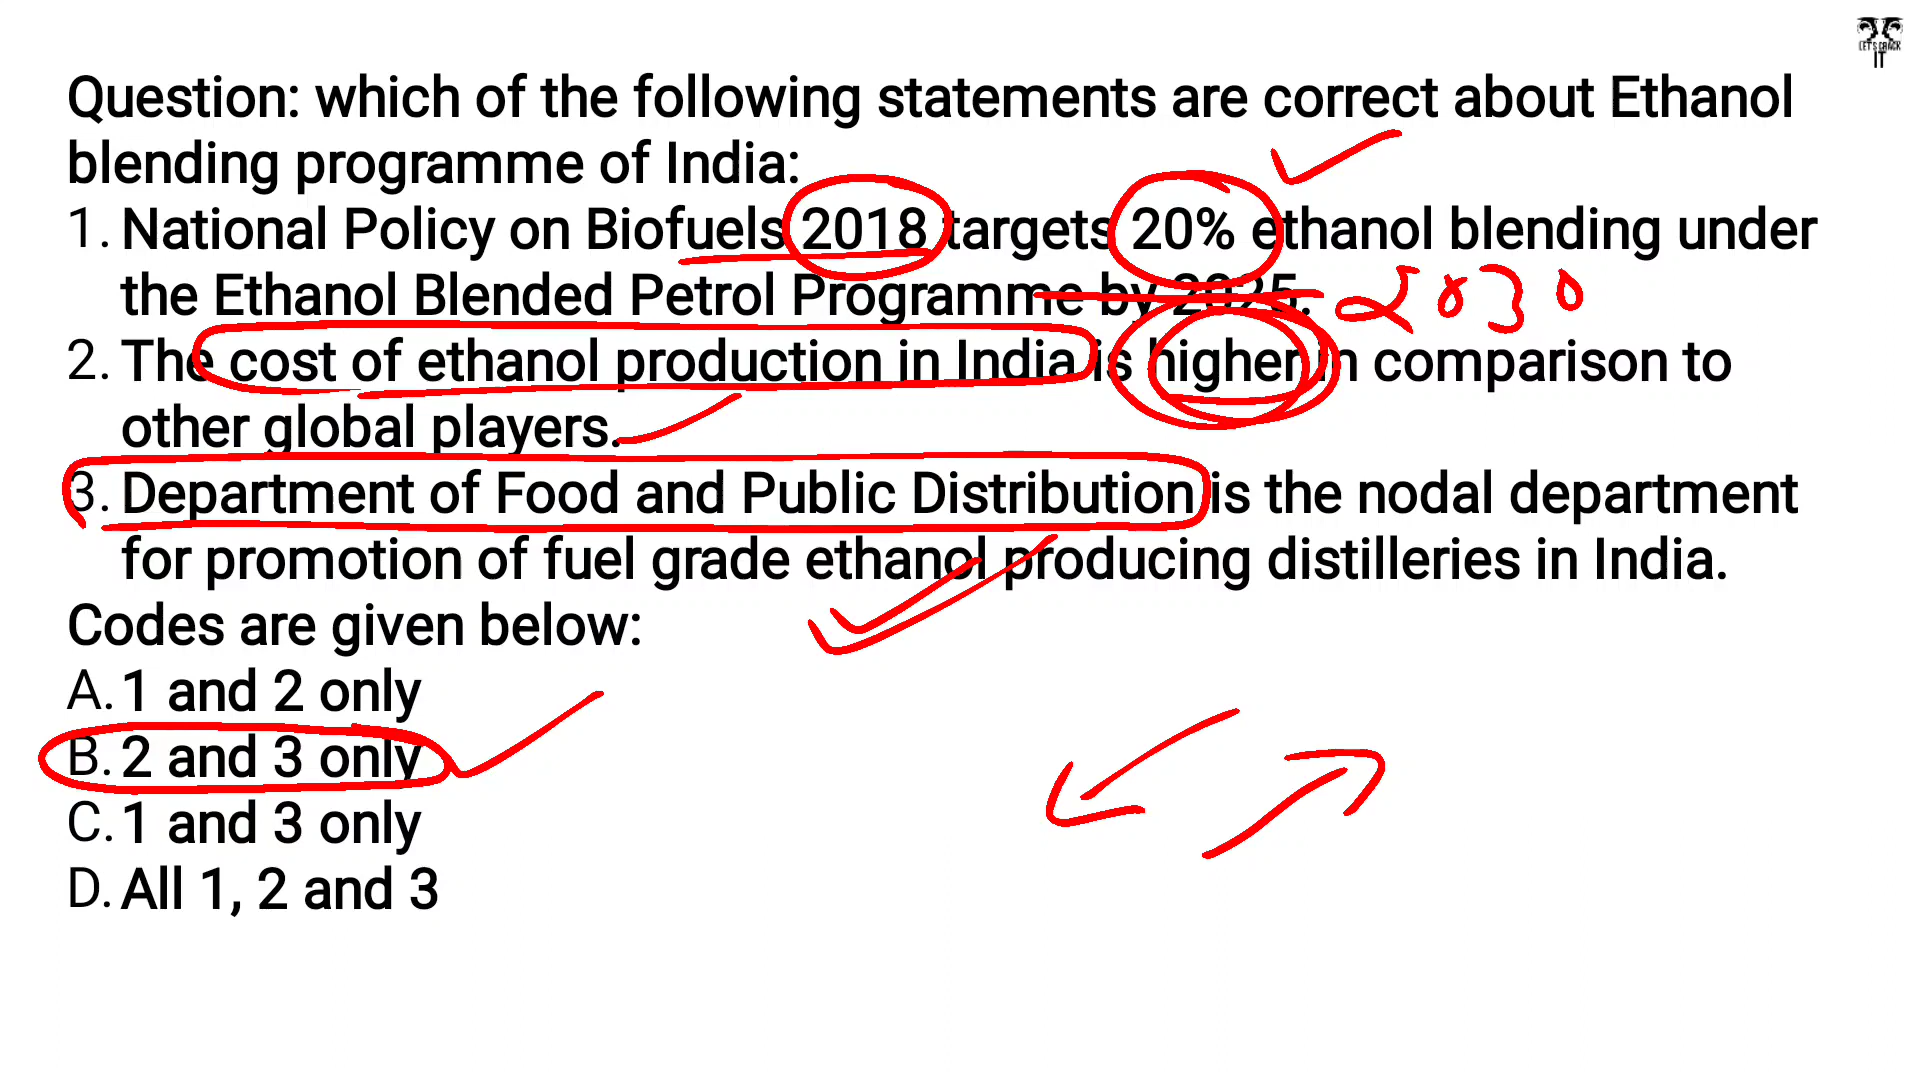 LET'S CRACK
IT
Question: which of the following statements are correct about Ethanol
blending programme of India:
1. National Policy on Biofuels 2018 targets 20% ethanol blending under
the Ethanol Blended Petrol Programme by 2025. 2030
2. The cost of ethanol production in India is higher in comparison to
other global players.
3. Department of Food and Public Distribution is the nodal department
for promotion of fuel grade ethanol producing distilleries in India.
Codes are given below:
A. 1 and 2 only
B. 2 and 3 only
C. 1 and 3 only
D. All 1, 2 and 3